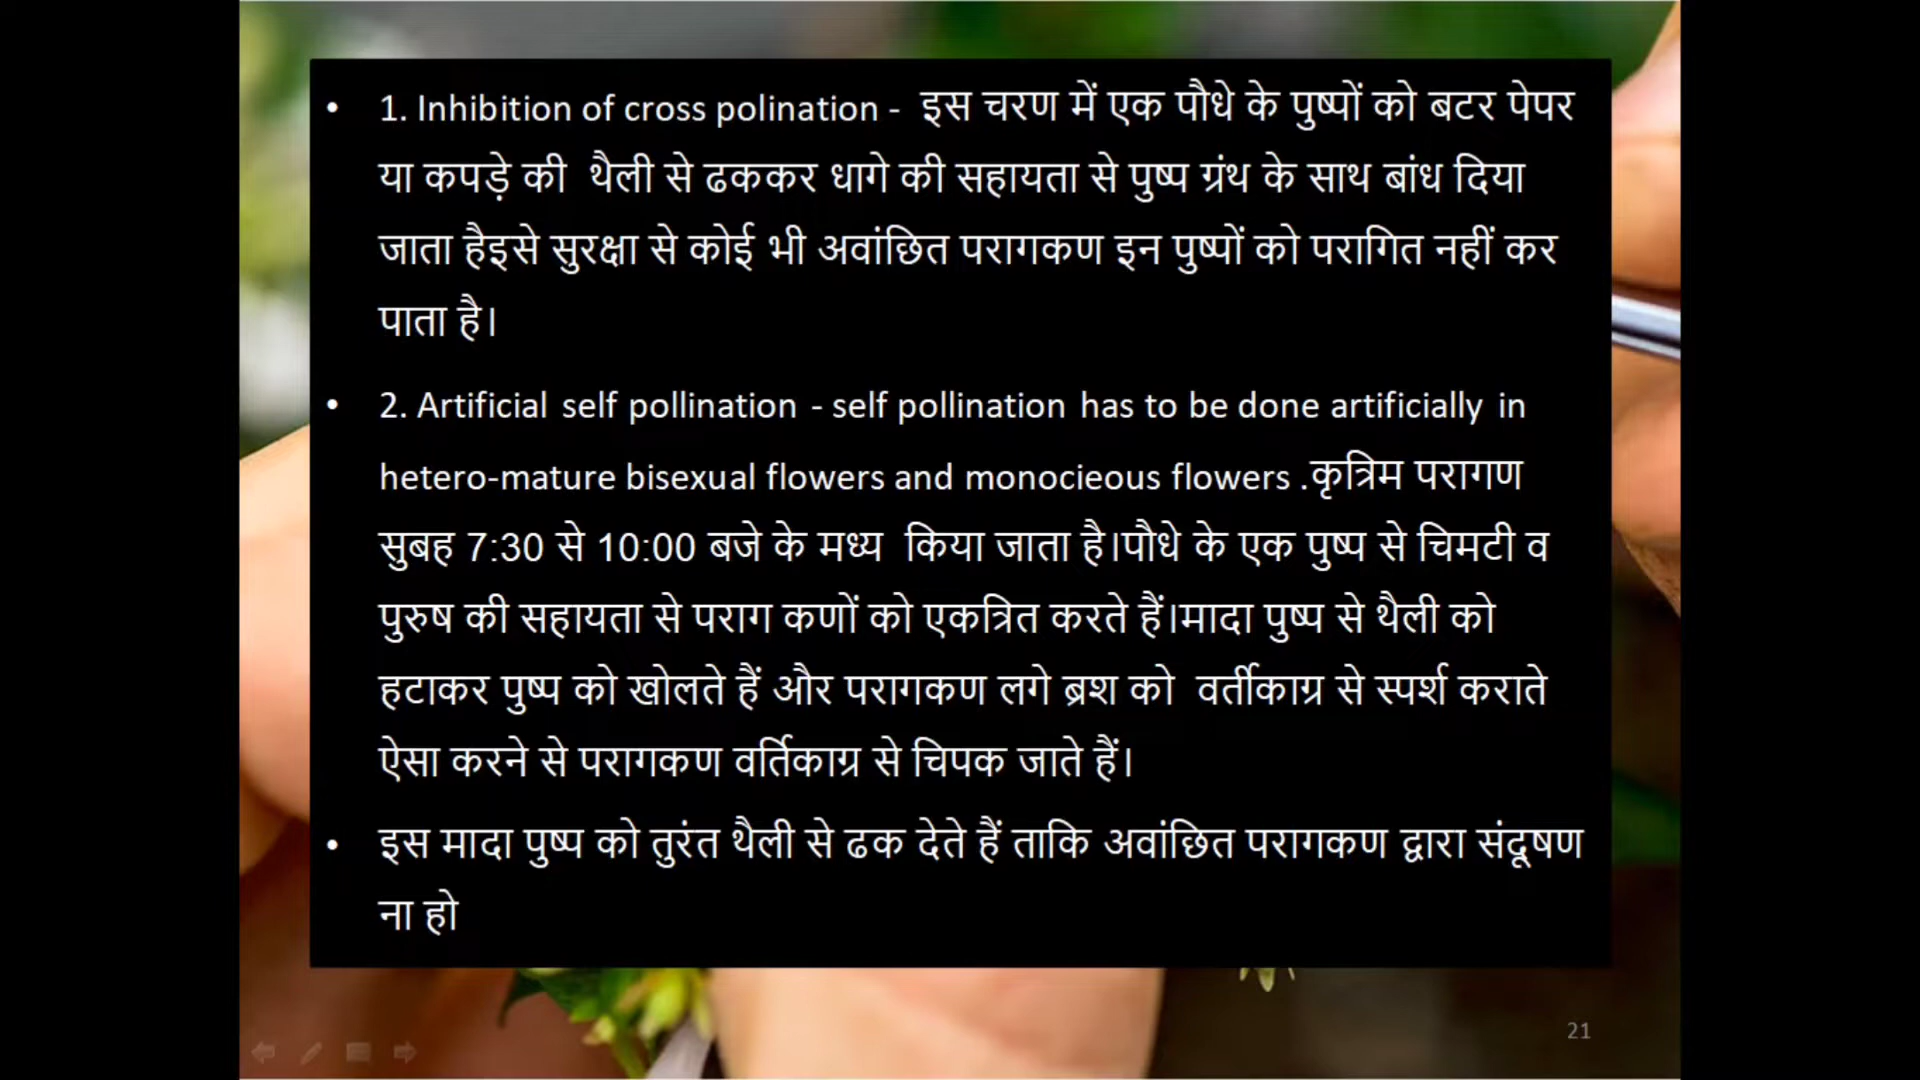 • 1. Inhibition of cross polination - इस चरण में एक पौधे के पुष्पों को बटर पेपर
या कपड़े की थैली से ढककर धागे की सहायता से पुष्प ग्रंथ के साथ बांध दिया
जाता हैइसे सुरक्षा से कोई भी अवांछित परागकण इन पुष्पों को परागित नहीं कर
पाता है।
• 2. Artificial self pollination - self pollination has to be done artificially in
hetero-mature bisexual flowers and monocieous flowers .कृत्रिम परागण
सुबह 7:30 से 10:00 बजे के मध्य किया जाता है।पौधे के एक पुष्प से चिमटी व
पुरुष की सहायता से पराग कणों को एकत्रित करते हैं।मादा पुष्प से थैली को
हटाकर पुष्प को खोलते हैं और परागकण लगे ब्रश को वर्तीकाग्र से स्पर्श कराते
ऐसा करने से परागकण वर्तिकाग्र से चिपक जाते हैं।
• इस मादा पुष्प को तुरंत थैली से ढक देते हैं ताकि अवांछित परागकण द्वारा संदूषण
ना हो
21